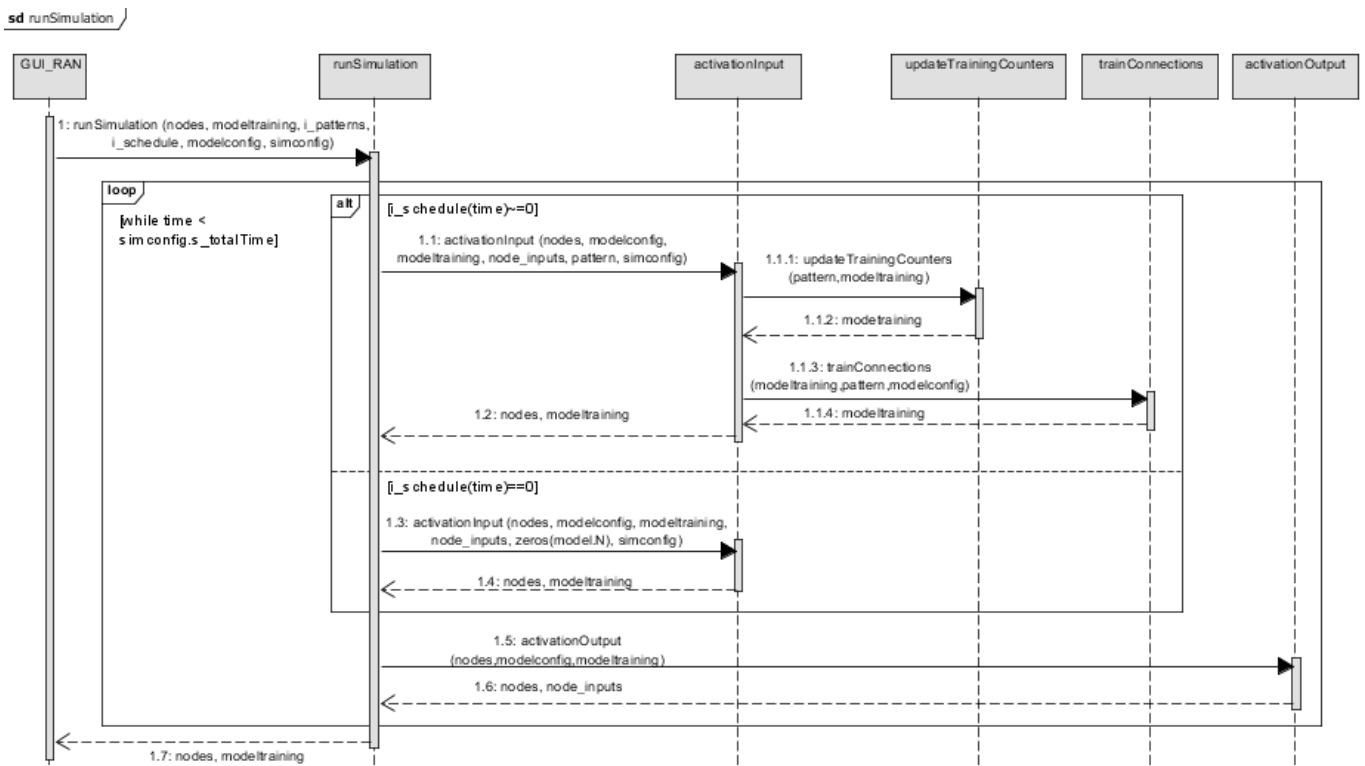 sd runSimulation
GUI_RAN
runSimulation
activationInput
updateTrainingCounters
trainConnections
activationOutput
1: runSimulation (nodes, modeltraining, i_patterns,
i_schedule, modelconfig, simconfig)
loop
[while time <
simconfig.s_totalTime]
alt
[i_schedule(time)~=0]
1.1: activationInput (nodes, modelconfig,
modeltraining, node_inputs, pattern, simconfig)
1.1.1: updateTrainingCounters
(pattern,modeltraining)
1.1.2: modetraining
1.1.3: trainConnections
(modeltraining,pattern,modelconfig)
1.1.4: modeltraining
1.2: nodes, modeltraining
[i_schedule(time)==0]
1.3: activationInput (nodes, modelconfig, modeltraining,
node_inputs, zeros(model.N), simconfig)
1.4: nodes, modeltraining
1.5: activationOutput
(nodes,modelconfig,modeltraining)
1.6: nodes, node_inputs
1.7: nodes, modeltraining